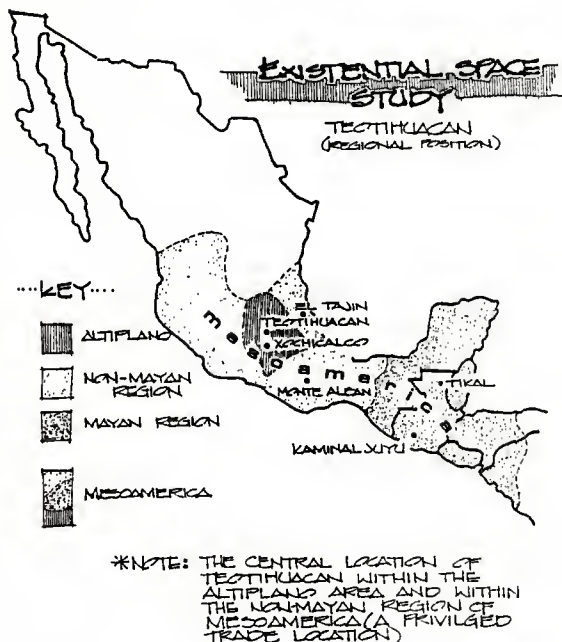 EXISTENTIAL SPACE
STUDY
TEOTIHUACAN
(REGIONAL POSITION)
····KEY····
ALTIPLANO
NON-MAYAN
REGION
MAYAN REGION
MESOAMERICA
EL TAJIN
TEOTIHUACAN
XOCHICALCO
MONTE ALBAN
TIKAL
KAMINAL JUYU
mesoamerica
*NOTE: THE CENTRAL LOCATION OF
TEOTIHUACAN WITHIN THE
ALTIPLANO AREA AND WITHIN
THE NONMAYAN REGION OF
MESOAMERICA (A PRIVILGED
TRADE LOCATION)